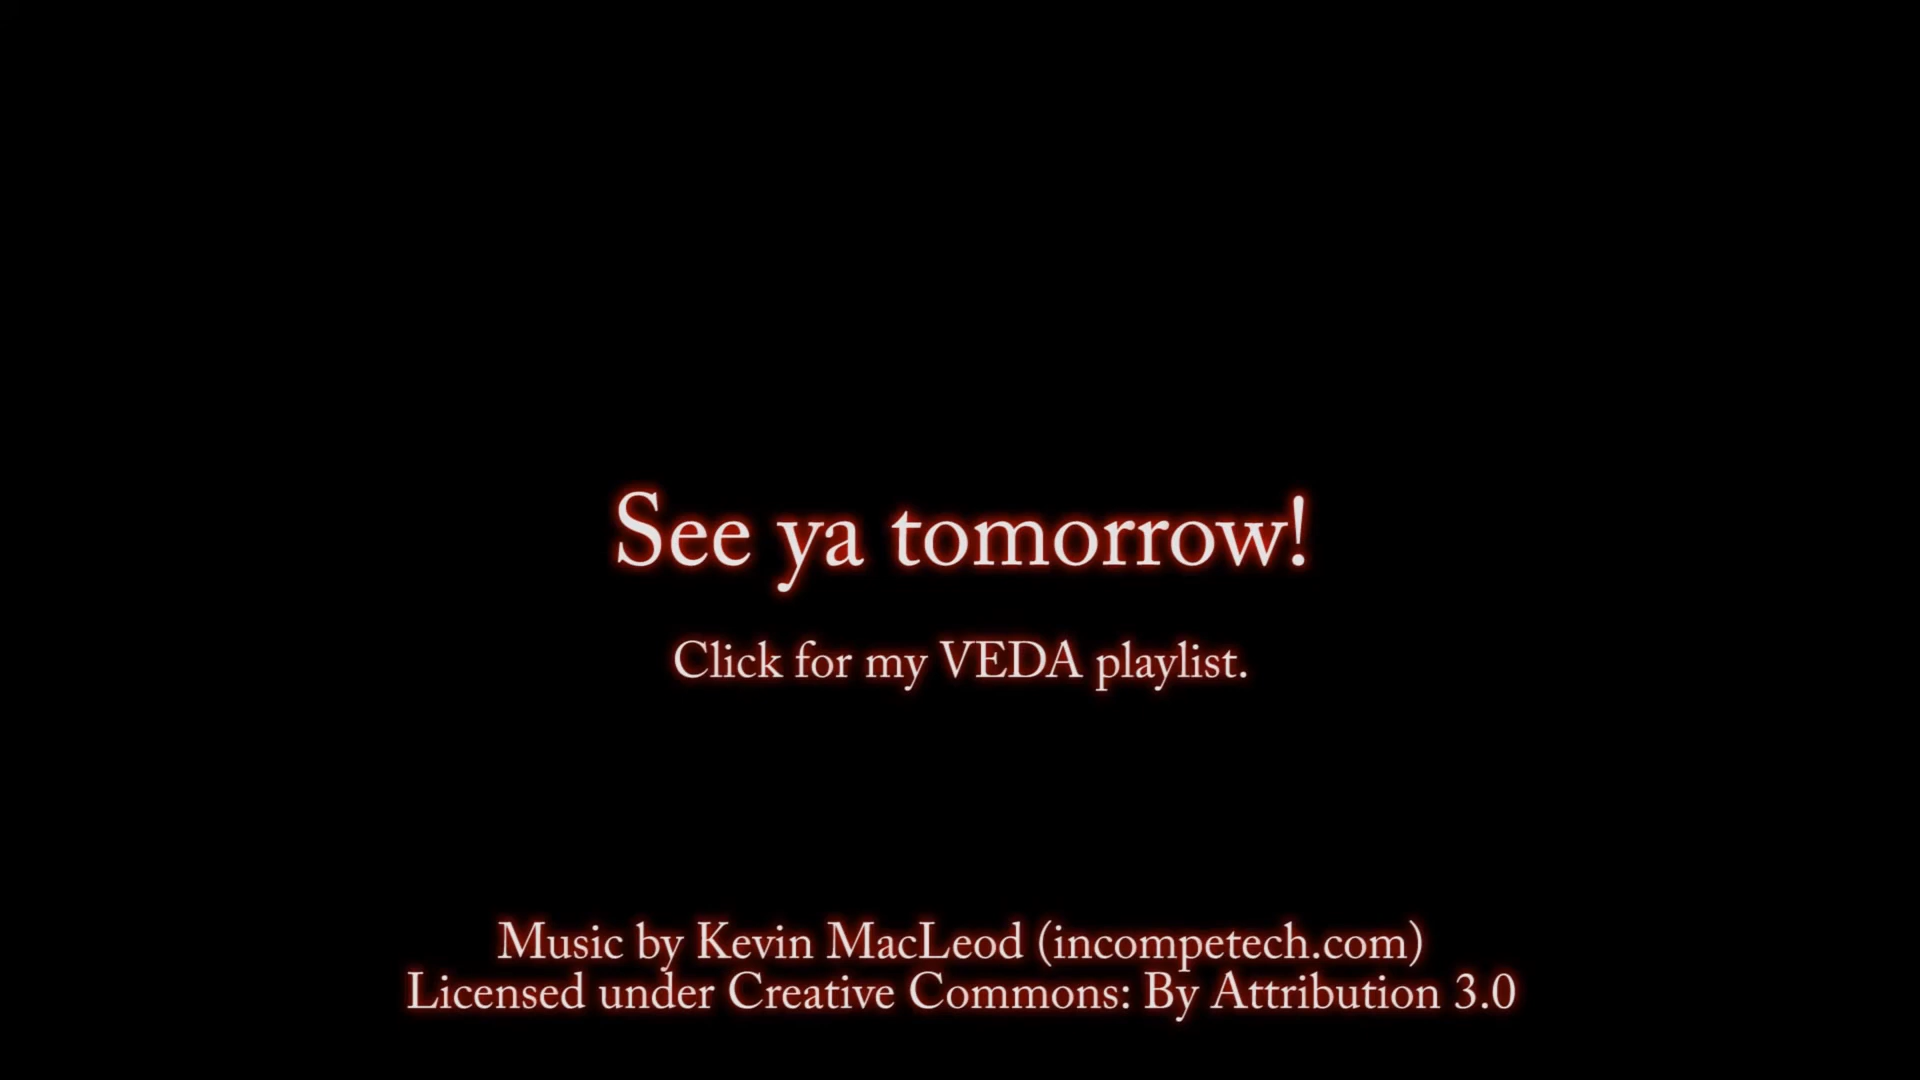 See ya tomorrow!
Click for my VEDA playlist.
Music by Kevin MacLeod (incompetech.com)
Licensed under Creative Commons: By Attribution 3.0